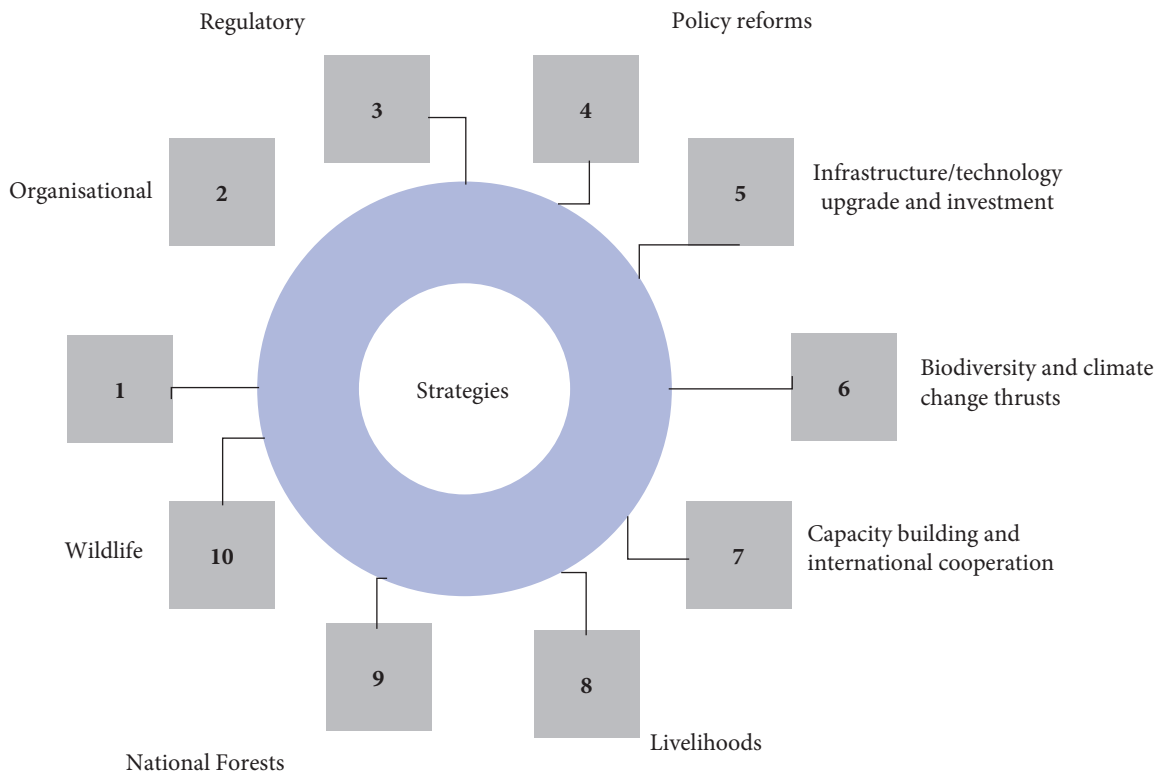 Regulatory
Policy reforms
3
4
Organisational
2
5
Infrastructure/technology
upgrade and investment
1
Strategies
6
Biodiversity and climate
change thrusts
Wildlife
10
7
Capacity building and
international cooperation
9
8
National Forests
Livelihoods